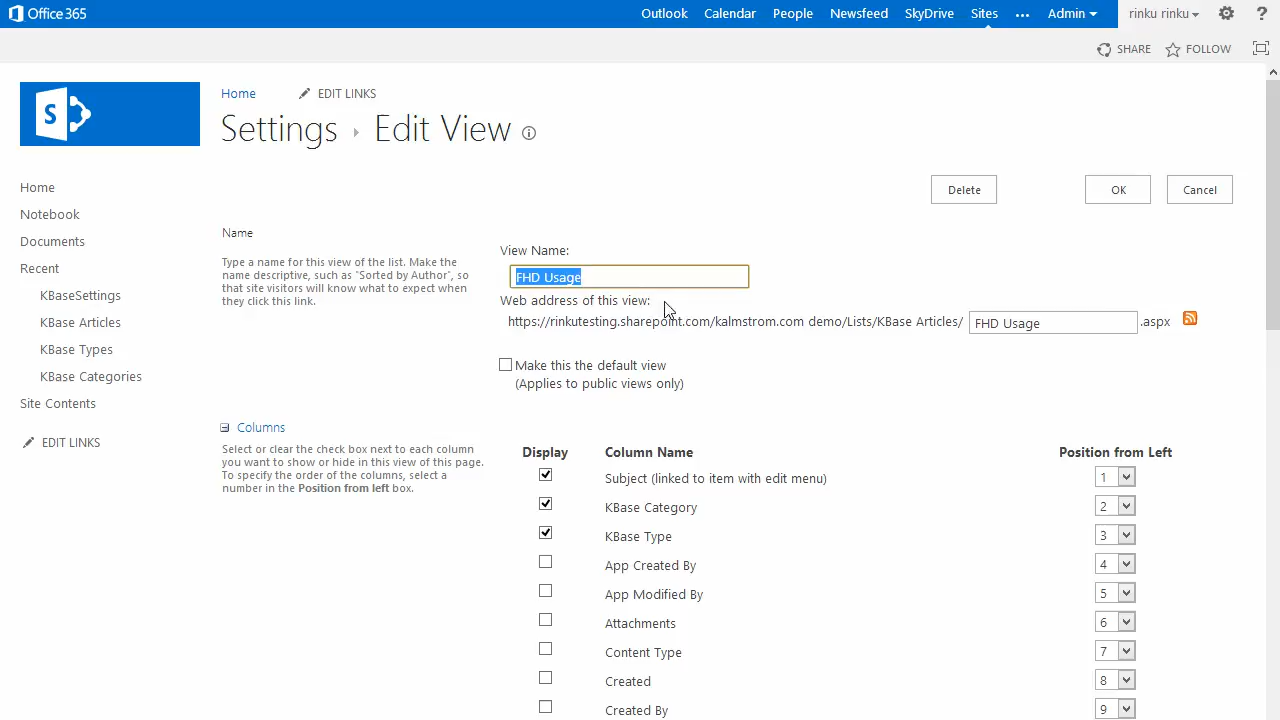 Office 365
Outlook Calendar People Newsfeed SkyDrive Sites ... Admin rinku rinku ?
SHARE FOLLOW
S
Home EDIT LINKS
Settings Edit View
Delete OK Cancel
Home
Notebook
Documents
Recent
KBaseSettings
KBase Articles
KBase Types
KBase Categories
Site Contents
EDIT LINKS
Name
Type a name for this view of the list. Make the
name descriptive, such as "Sorted by Author", so
that site visitors will know what to expect when
they click this link.
View Name:
FHD Usage
Web address of this view:
https://rinkutesting.sharepoint.com/kalmstrom.com demo/Lists/KBase Articles/ FHD Usage .aspx
Make this the default view
(Applies to public views only)
Columns
Select or clear the check box next to each column
you want to show or hide in this view of this page.
To specify the order of the columns, select a
number in the Position from left box.
Display Column Name Position from Left
Subject (linked to item with edit menu) 1
KBase Category 2
KBase Type 3
App Created By 4
App Modified By 5
Attachments 6
Content Type 7
Created 8
Created By 9